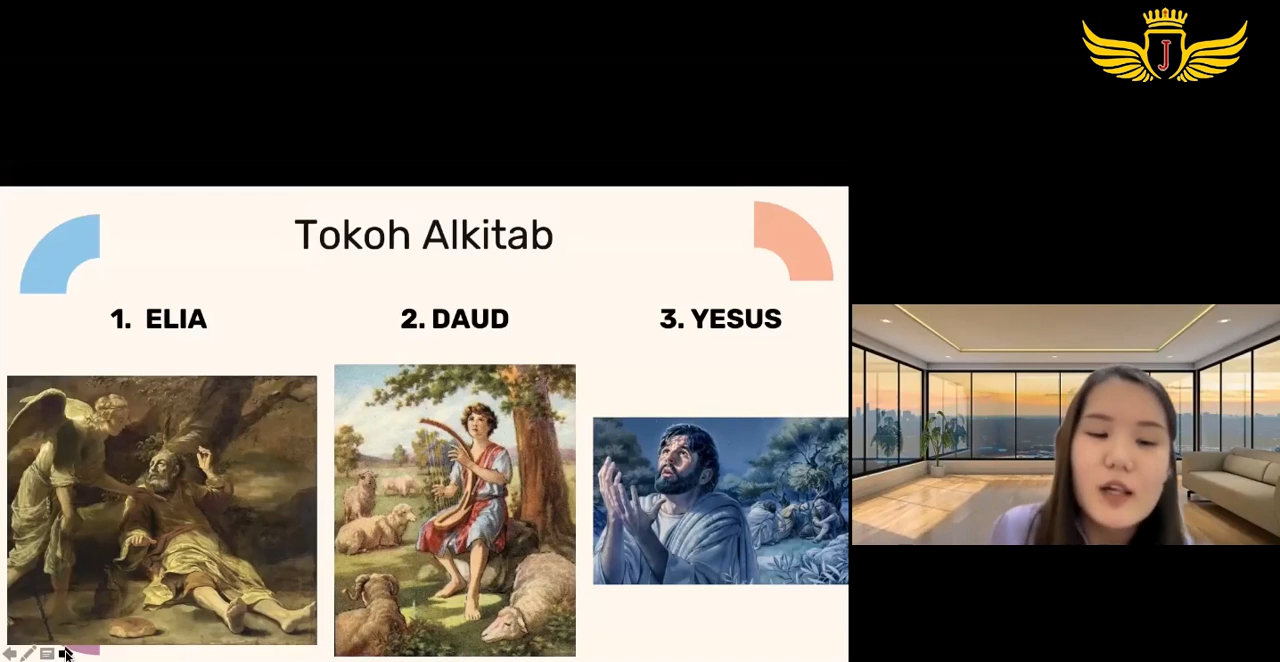 J
Tokoh Alkitab
1. ELIA
2. DAUD
3. YESUS